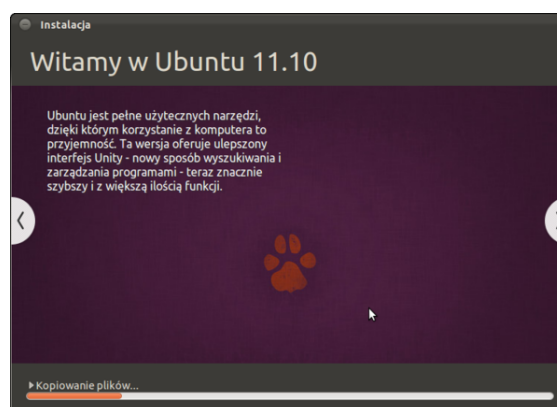 Instalacja
Witamy w Ubuntu 11.10
Ubuntu jest pełne użytecznych narzędzi,
dzięki którym korzystanie z komputera to
przyjemność. Ta wersja oferuje ulepszony
interfejs Unity - nowy sposób wyszukiwania i
zarządzania programami - teraz znacznie
szybszy i z większą ilością funkcji.
Kopiowanie plików...